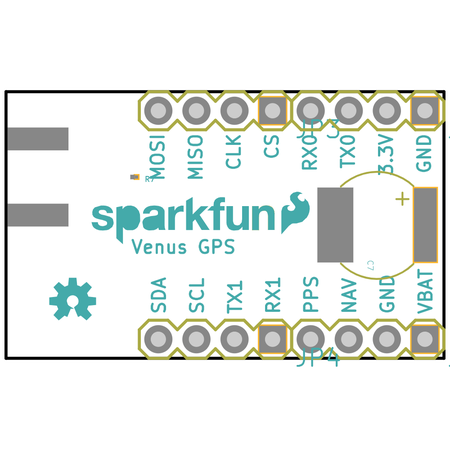 MOSI MISO CLK CS RX0 TX0 3.3V GND
JP3
sparkfun
Venus GPS
C7
SDA SCL TX1 RX1 PPS NAV GND VBAT
JP4